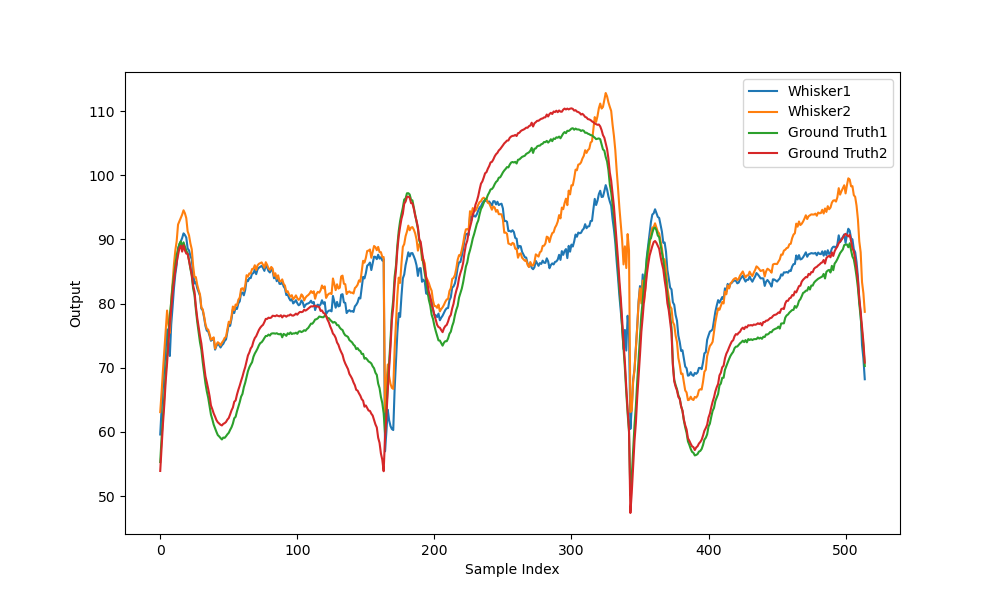 Whisker1
Whisker2
Ground Truth1
Ground Truth2
110
100
90
80
70
60
50
Output
0 100 200 300 400 500
Sample Index